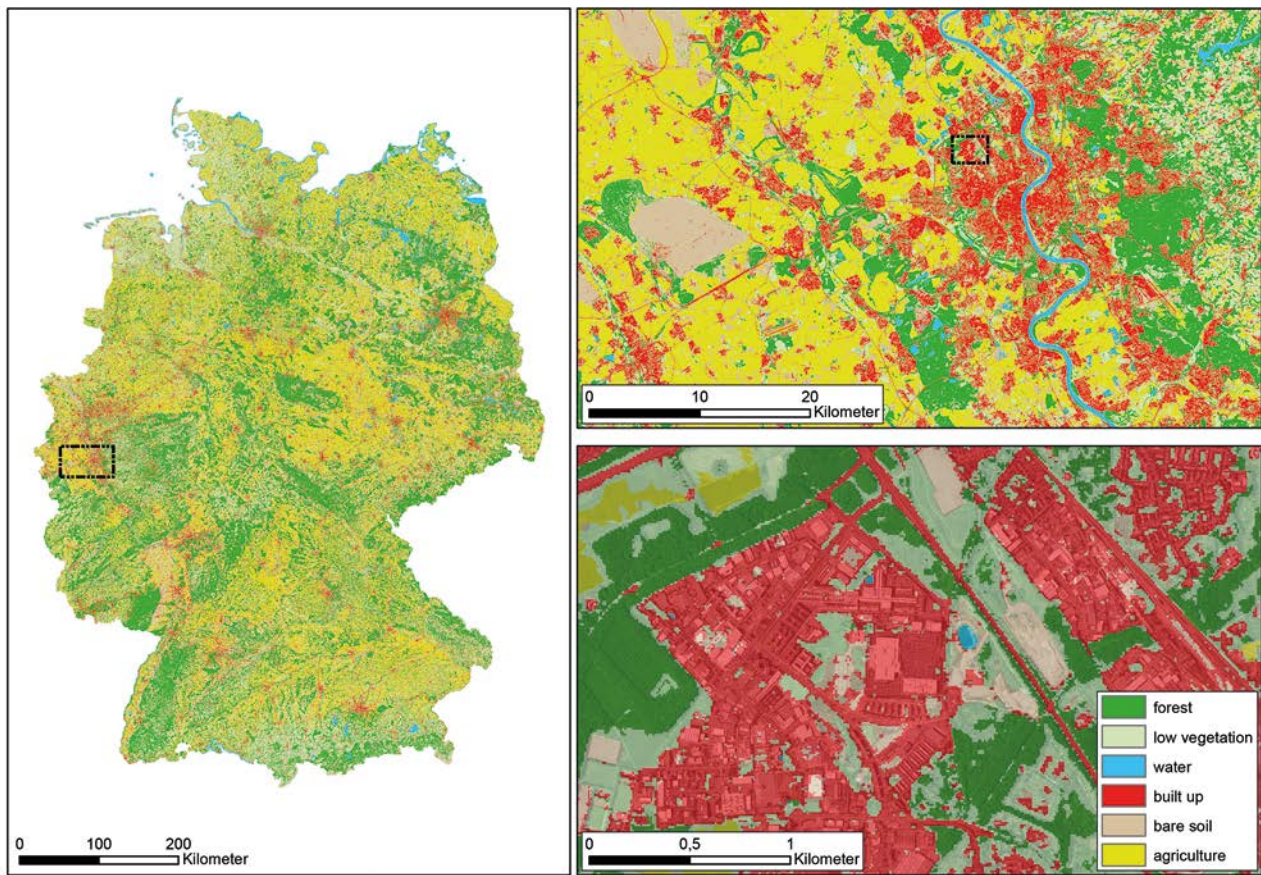 0 100 200
Kilometer
0 10 20
Kilometer
0 0,5 1
Kilometer
forest
low vegetation
water
built up
bare soil
agriculture